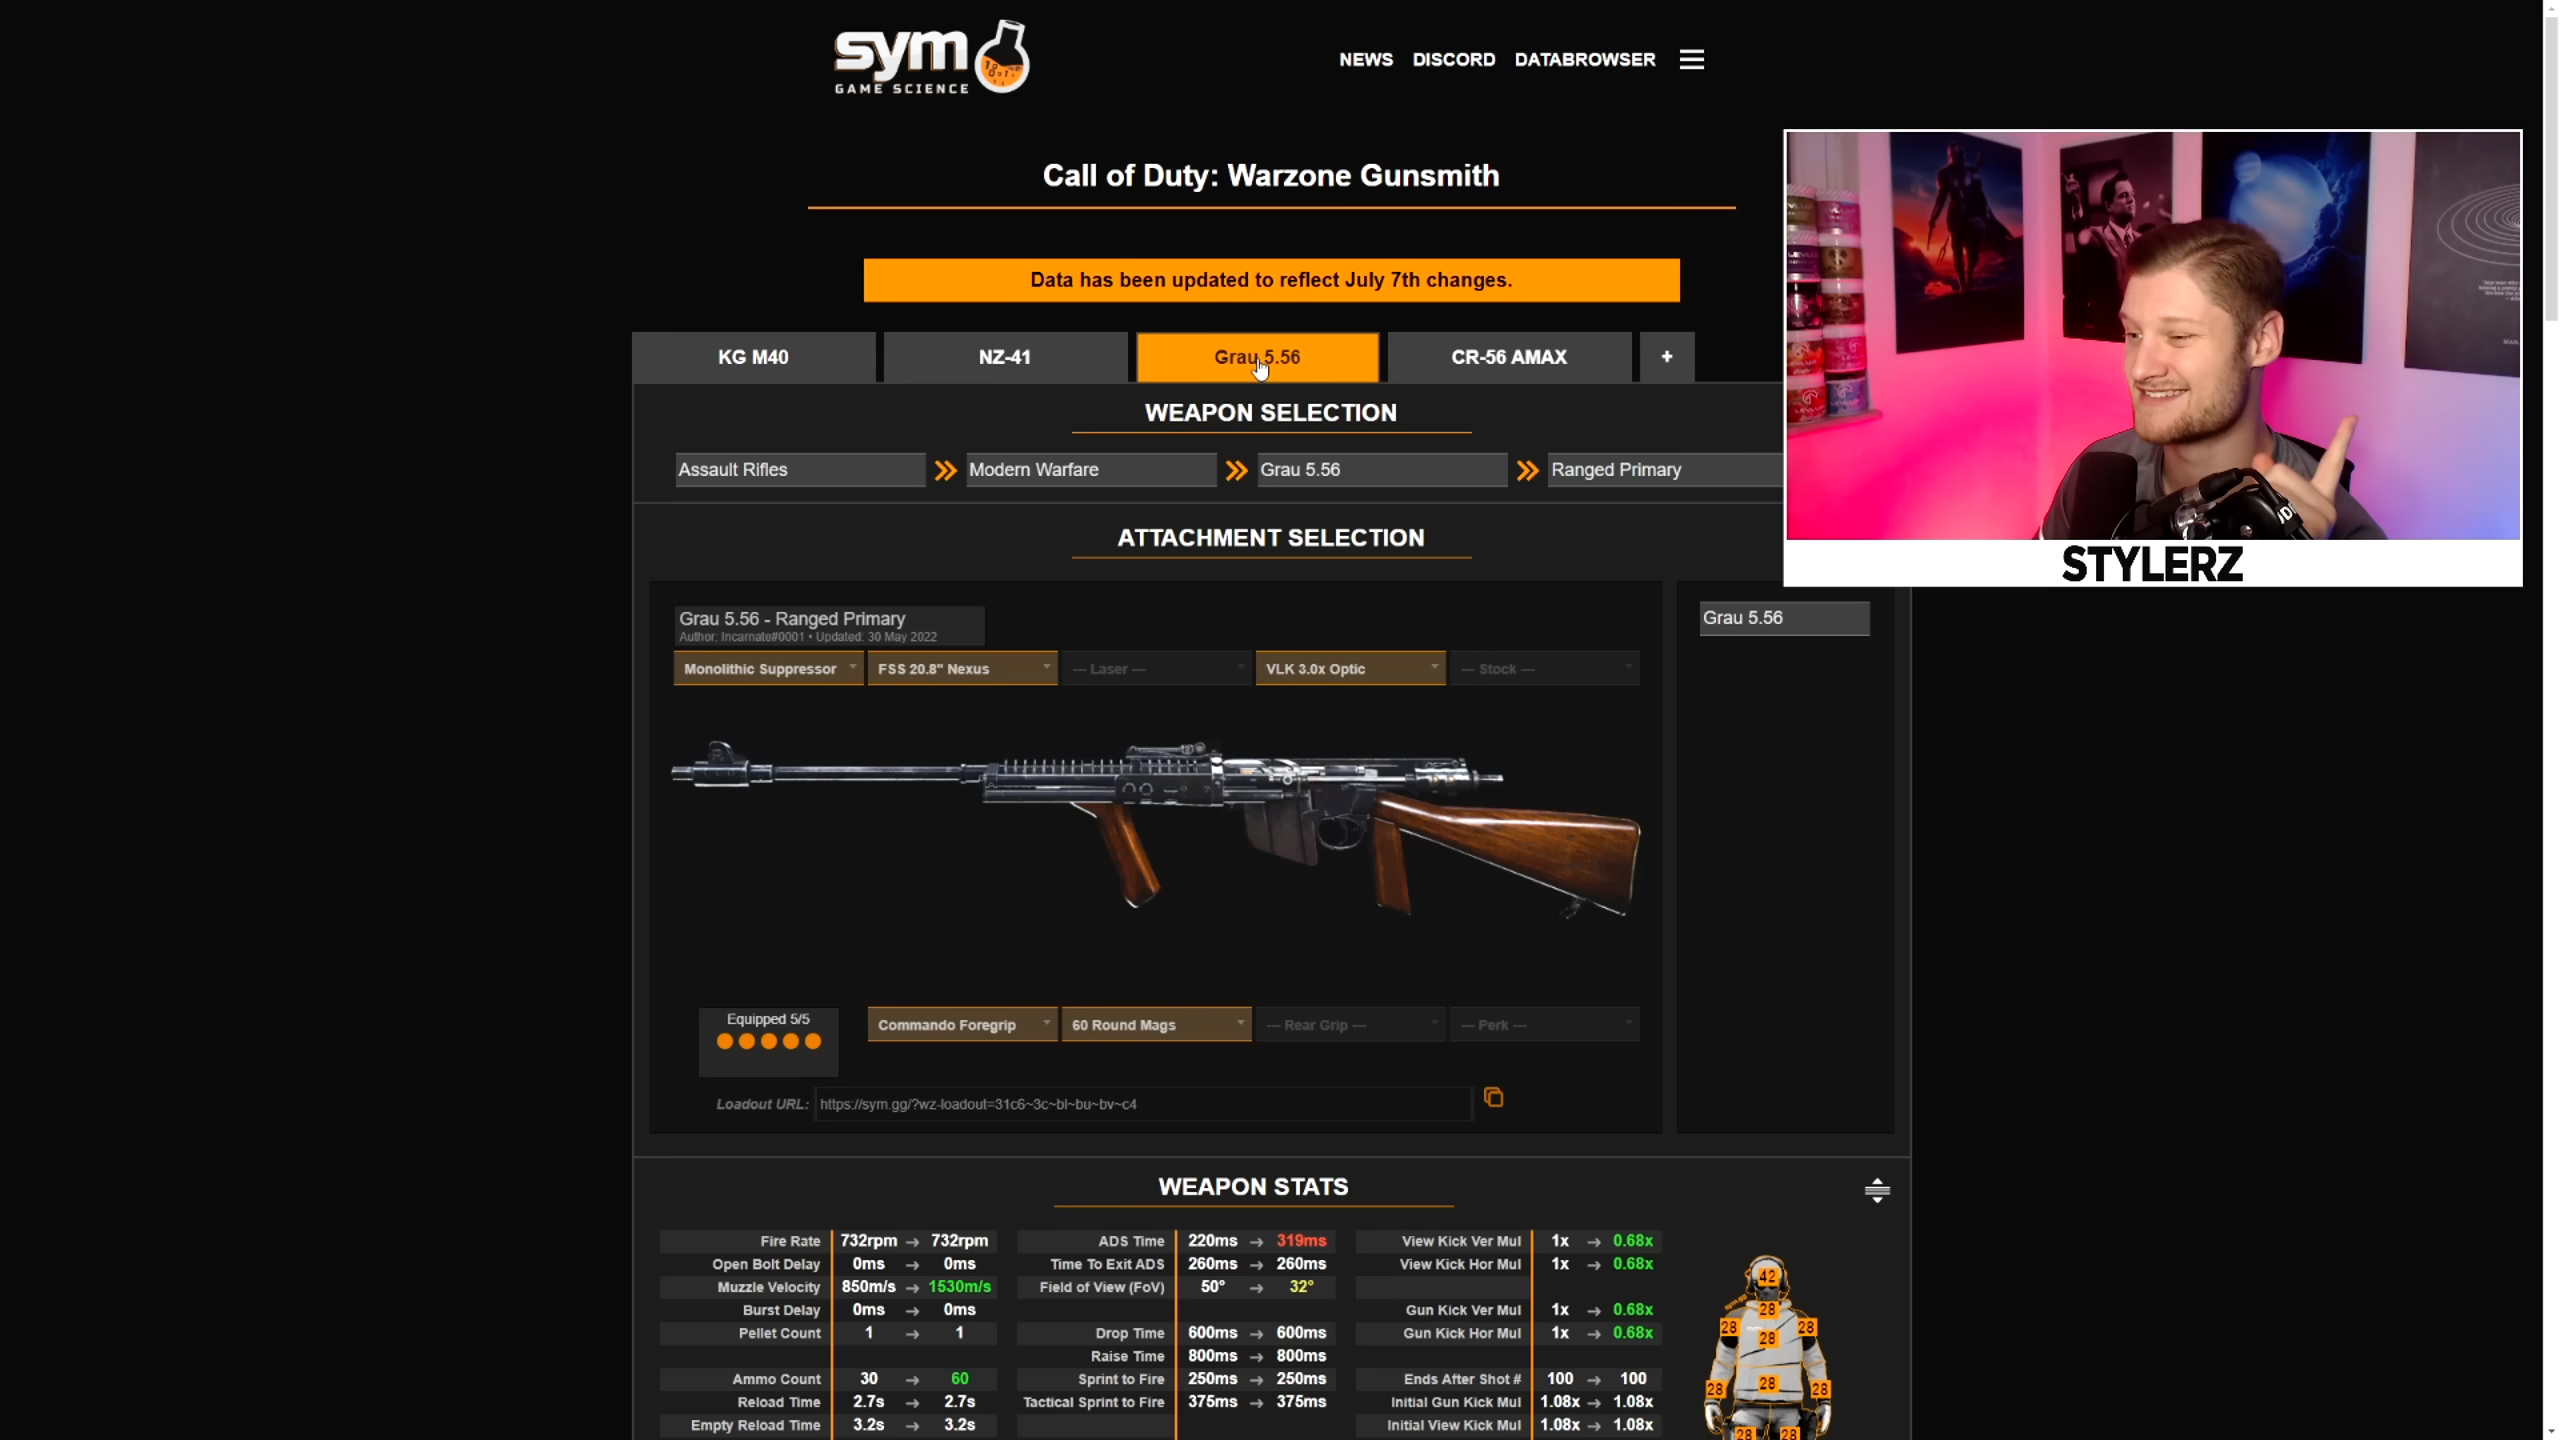 sym
GAME SCIENCE
NEWS DISCORD DATABROWSER
Call of Duty: Warzone Gunsmith
Data has been updated to reflect July 7th changes.
KG M40 NZ-41 Grau 5.56 CR-56 AMAX +
WEAPON SELECTION
Assault Rifles Modern Warfare Grau 5.56 Ranged Primary
STYLERZ
ATTACHMENT SELECTION
Grau 5.56 - Ranged Primary
Author: Incarnate#0001 • Updated: 30 May 2022
Grau 5.56
Monolithic Suppressor FSS 20.8" Nexus --- Laser --- VLK 3.0x Optic --- Stock ---
Equipped 5/5
Commando Foregrip 60 Round Mags --- Rear Grip --- --- Perk ---
Loadout URL: https://sym.gg/?wz-loadout=31c6~3c~bl~bu~bv~c4
WEAPON STATS
Fire Rate 732rpm → 732rpm ADS Time 220ms → 319ms View Kick Ver Mul 1x → 0.68x
Open Bolt Delay 0ms → 0ms Time To Exit ADS 260ms → 260ms View Kick Hor Mul 1x → 0.68x
Muzzle Velocity 850m/s → 1530m/s Field of View (FoV) 50° → 32°
Burst Delay 0ms → 0ms Gun Kick Ver Mul 1x → 0.68x
Pellet Count 1 → 1 Drop Time 600ms → 600ms Gun Kick Hor Mul 1x → 0.68x
Raise Time 800ms → 800ms
Ammo Count 30 → 60 Sprint to Fire 250ms → 250ms Ends After Shot # 100 → 100
Reload Time 2.7s → 2.7s Tactical Sprint to Fire 375ms → 375ms Initial Gun Kick Mul 1.08x → 1.08x
Empty Reload Time 3.2s → 3.2s Initial View Kick Mul 1.08x → 1.08x
42
28
28 28
28
28 28 28
28 28